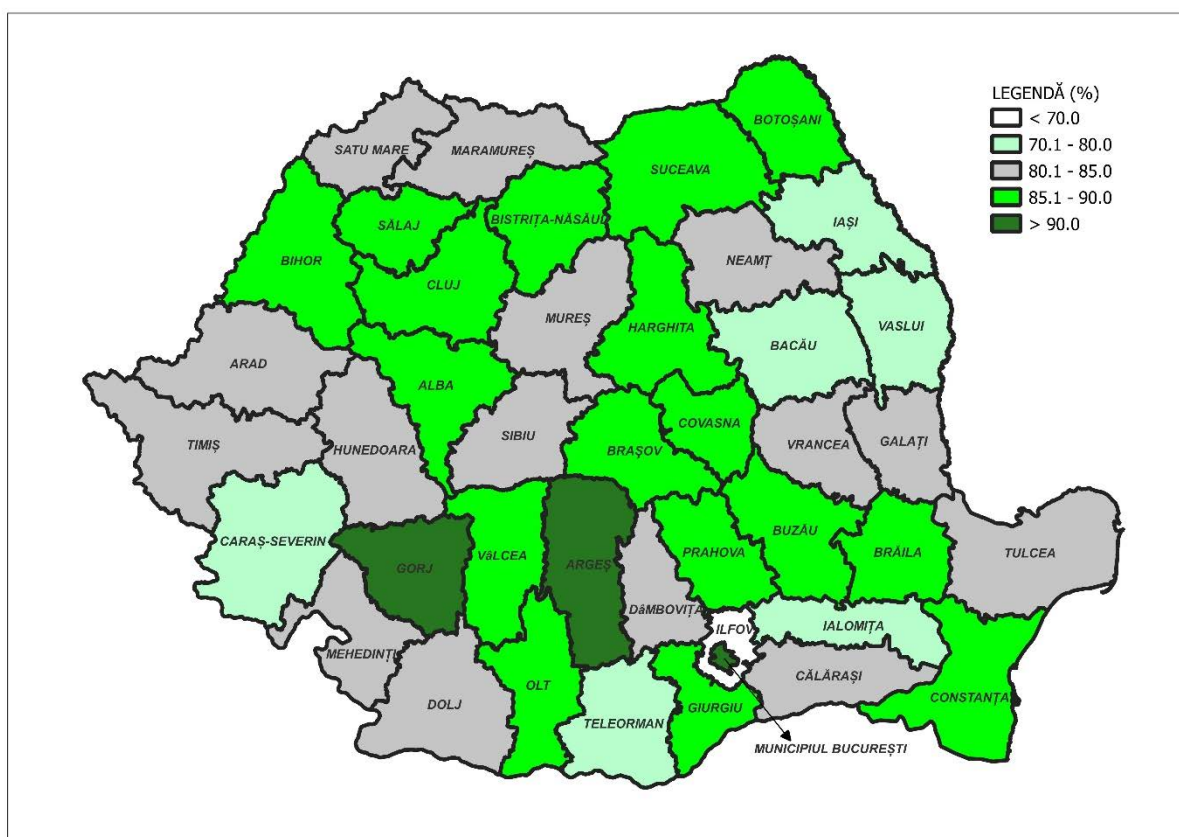 LEGENDĂ (%)
< 70.0
70.1 - 80.0
80.1 - 85.0
85.1 - 90.0
> 90.0
BOTOȘANI
SATU MARE
MARAMUREȘ
SUCEAVA
SĂLAJ
BISTRIȚA-NĂSĂUD
IAȘI
BIHOR
NEAMȚ
CLUJ
MUREȘ
HARGHITA
VASLUI
BACĂU
ARAD
ALBA
COVASNA
SIBIU
TIMIȘ
HUNEDOARA
BRAȘOV
VRANCEA
GALAȚI
BUZĂU
CARAȘ-SEVERIN
VâLCEA
PRAHOVA
BRĂILA
TULCEA
GORJ
ARGEȘ
DâMBOVIȚA
ILFOV
IALOMIȚA
MEHEDINȚI
CĂLĂRAȘI
OLT
CONSTANȚA
DOLJ
GIURGIU
TELEORMAN
MUNICIPIUL BUCUREȘTI